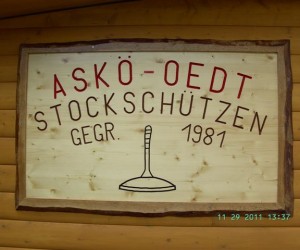 ASKÖ-OEDT
STOCKSCHÜTZEN
GEGR. 1981
11 29 2011 13:37